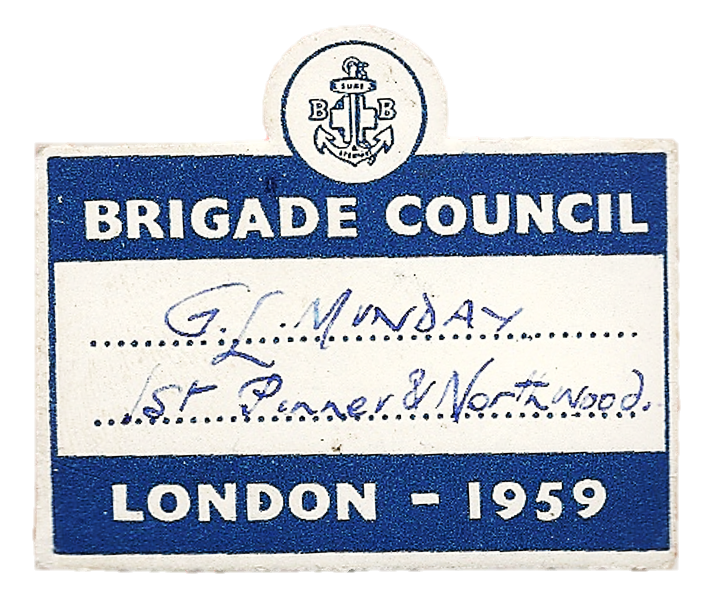 SURE
B B
STEDFAST
BRIGADE COUNCIL
G.L. MUNDAY
1st Pinner & Northwood.
LONDON - 1959